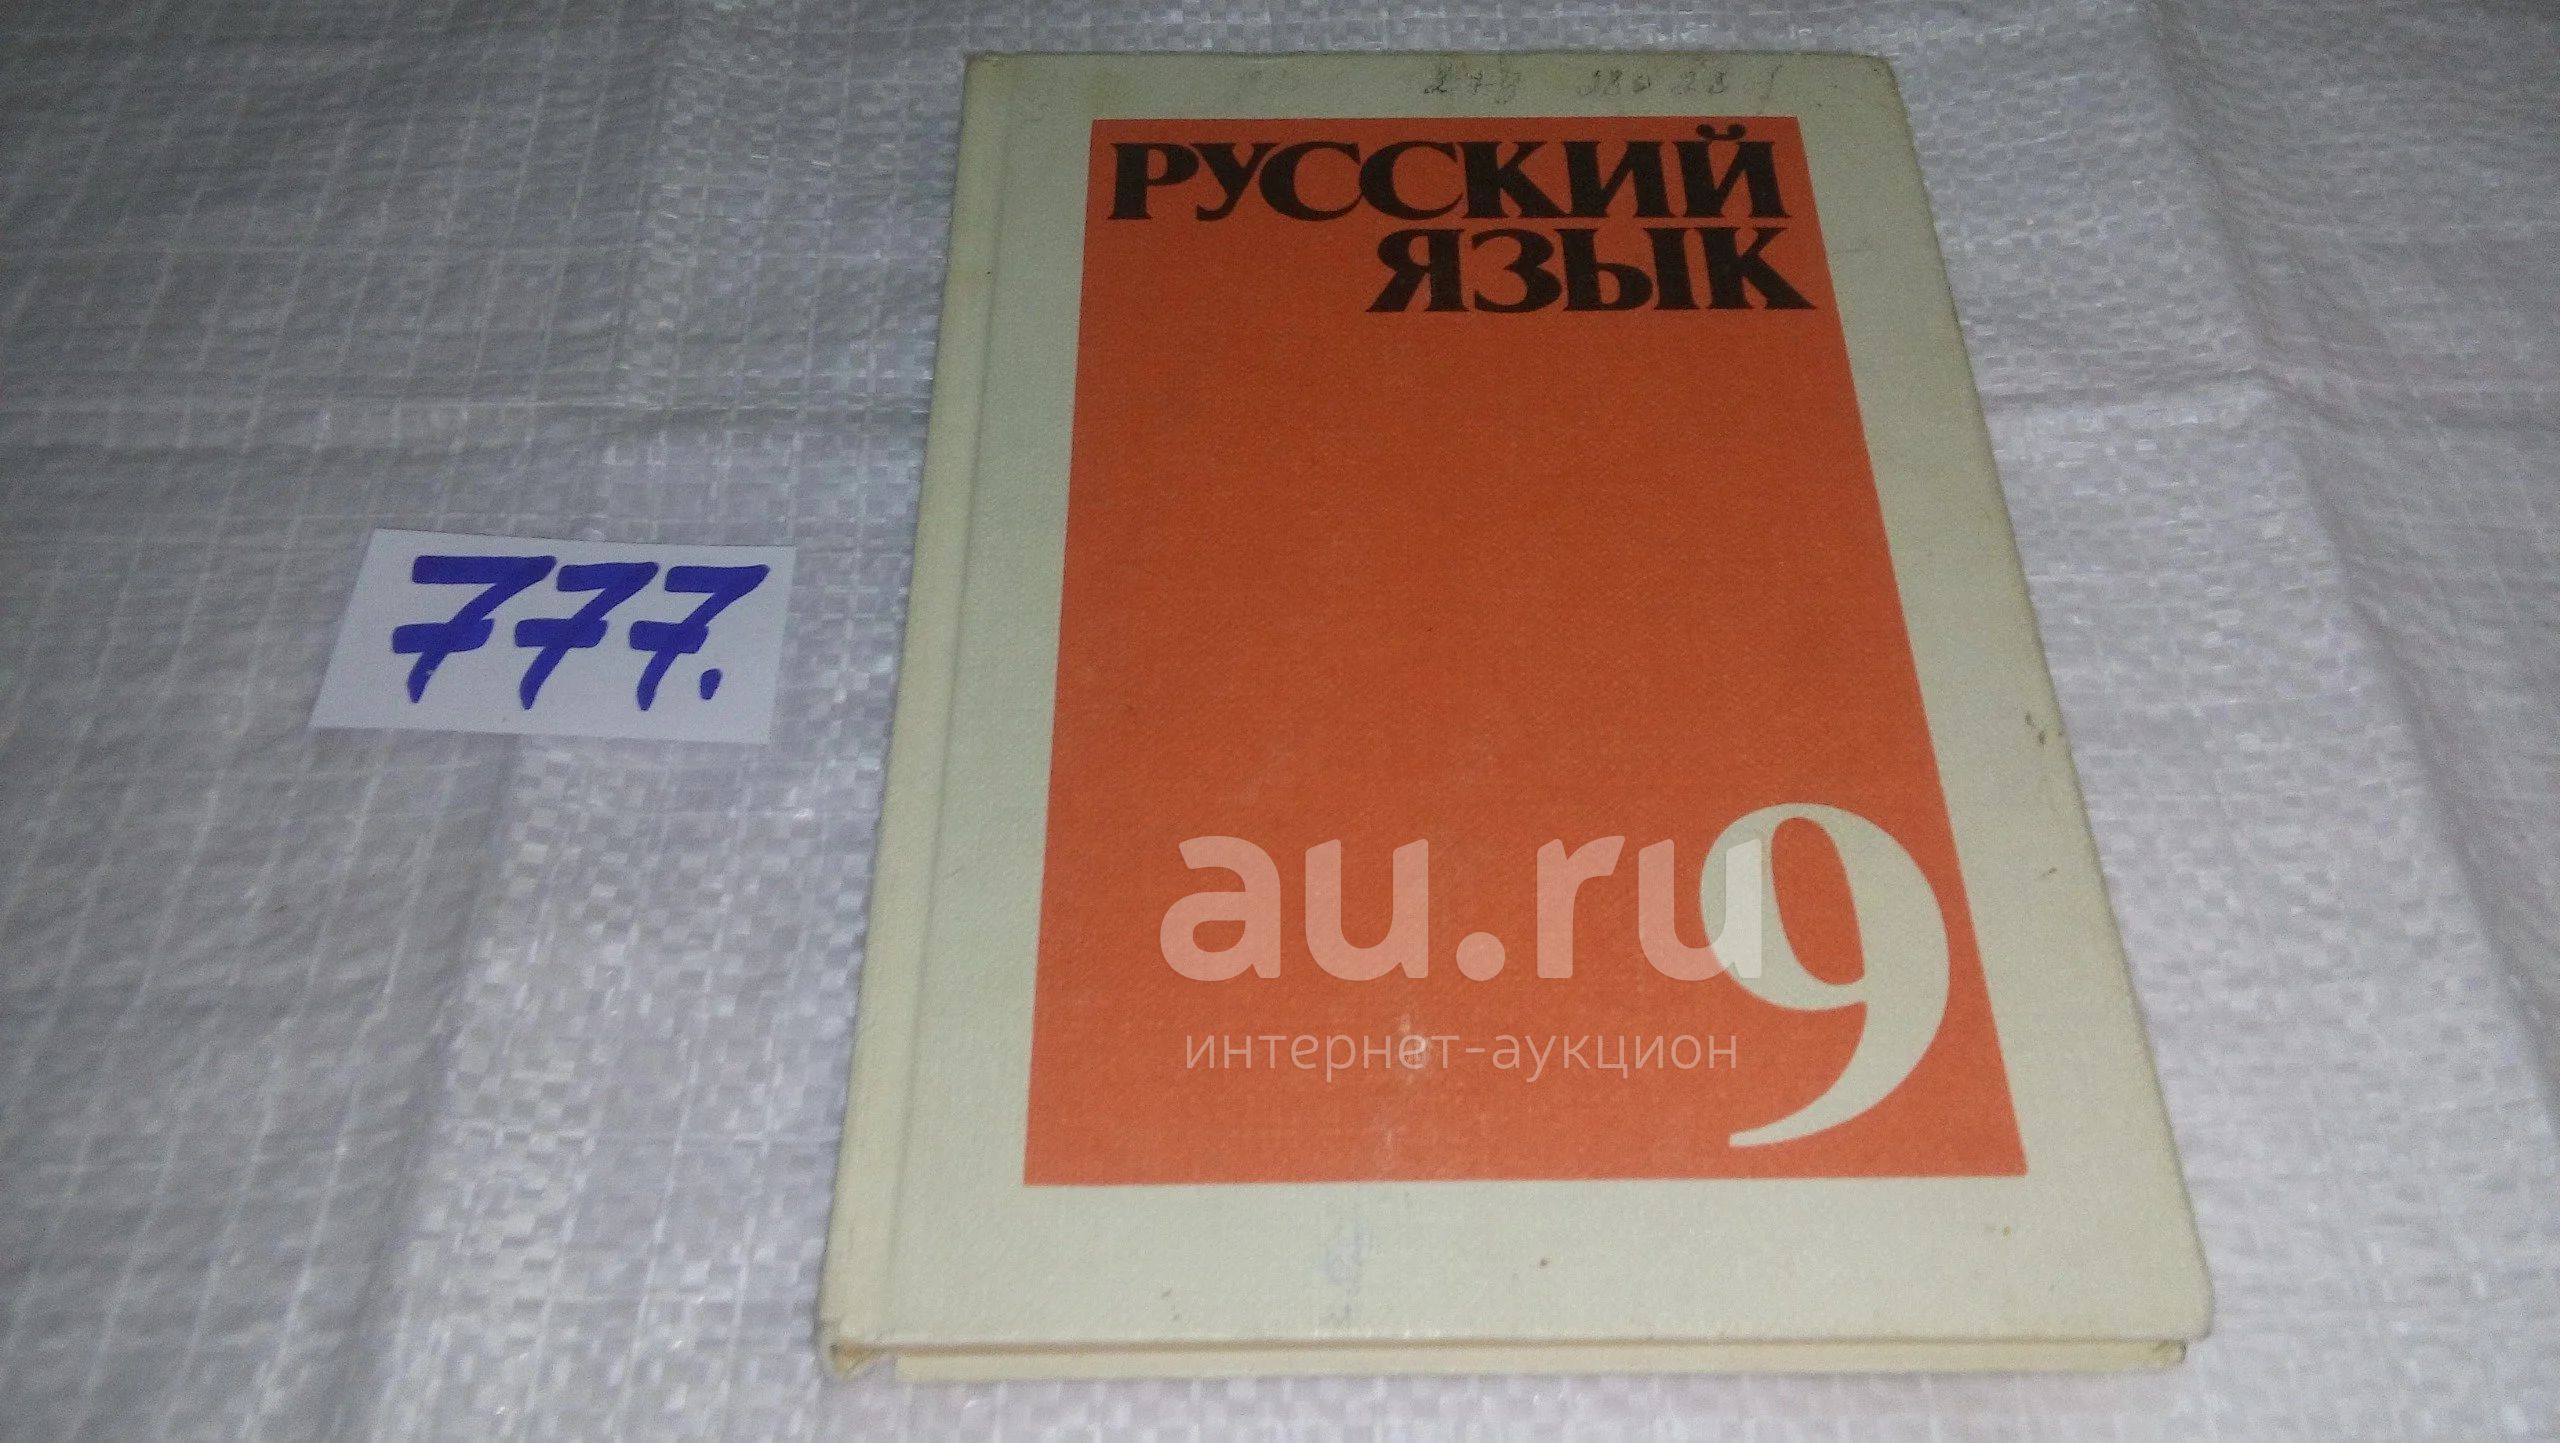 РУССКИЙ
ЯЗЫК
777.
9
au.ru
интернет-аукцион